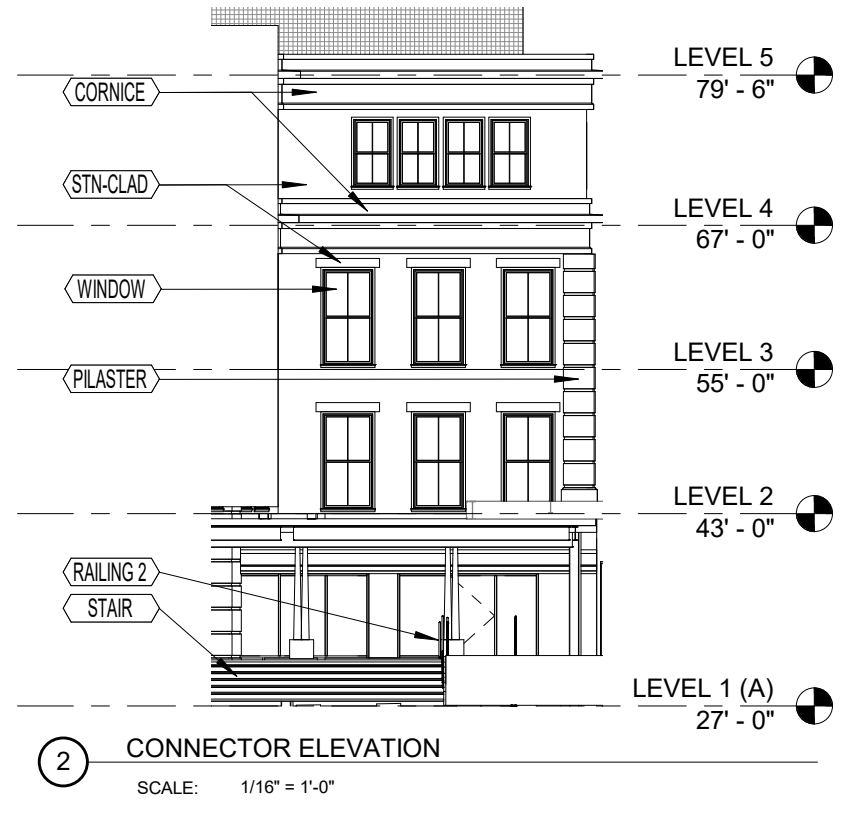 LEVEL 5
79' - 6"
CORNICE
STN-CLAD
LEVEL 4
67' - 0"
WINDOW
LEVEL 3
55' - 0"
PILASTER
LEVEL 2
43' - 0"
RAILING 2
STAIR
LEVEL 1 (A)
27' - 0"
2 CONNECTOR ELEVATION
SCALE: 1/16" = 1'-0"